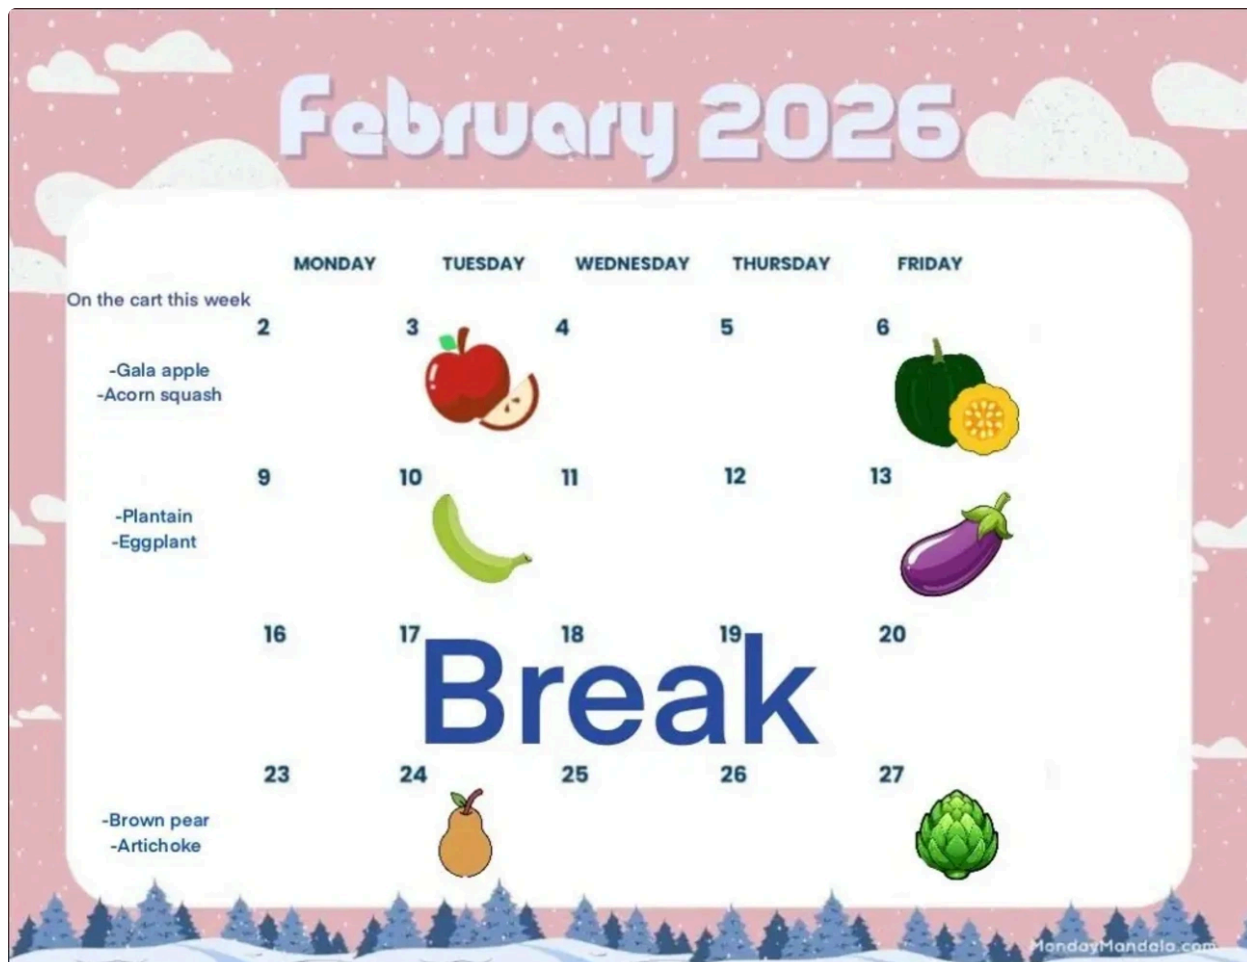 February 2026
MONDAY TUESDAY WEDNESDAY THURSDAY FRIDAY
On the cart this week
2 3 4 5 6
-Gala apple
-Acorn squash
9 10 11 12 13
-Plantain
-Eggplant
16 17 18 19 20
Break
23 24 25 26 27
-Brown pear
-Artichoke
MondayMandala.com